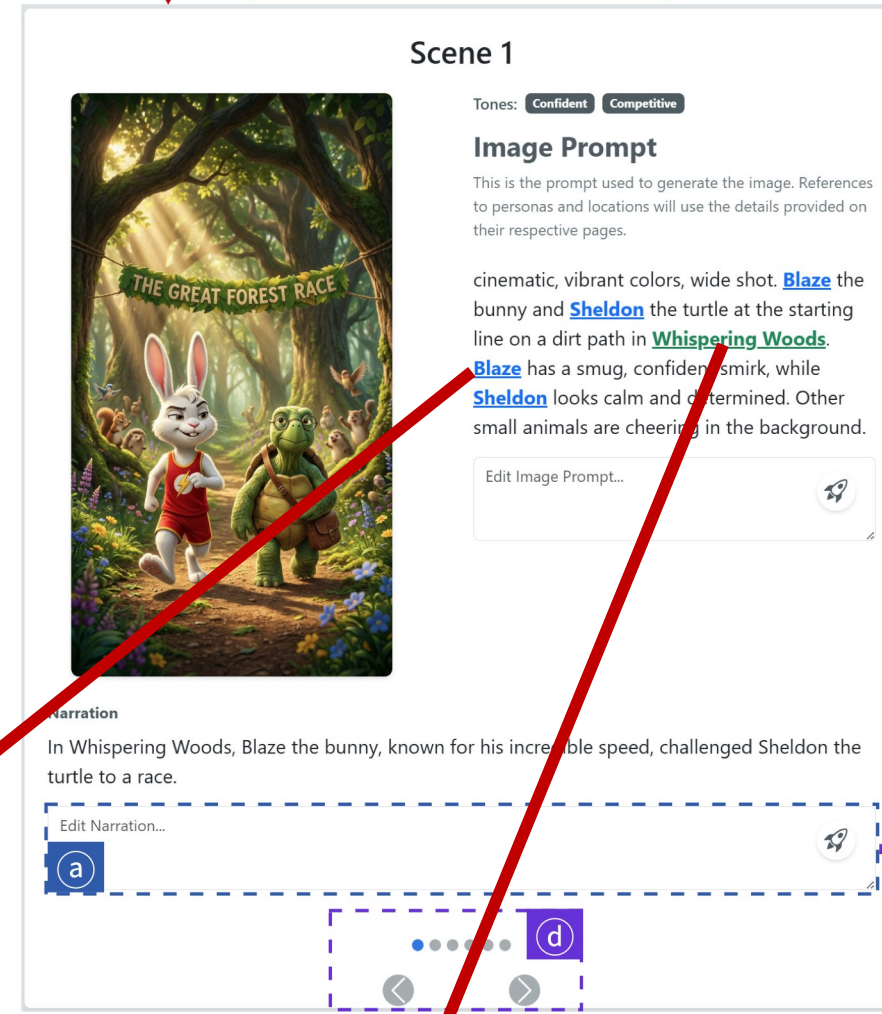 Scene 1
THE GREAT FOREST RACE
Tones: Confident Competitive
Image Prompt
This is the prompt used to generate the image. References
to personas and locations will use the details provided on
their respective pages.
cinematic, vibrant colors, wide shot. Blaze the
bunny and Sheldon the turtle at the starting
line on a dirt path in Whispering Woods.
Blaze has a smug, confident smirk, while
Sheldon looks calm and determined. Other
small animals are cheering in the background.
Edit Image Prompt...
Narration
In Whispering Woods, Blaze the bunny, known for his incredible speed, challenged Sheldon the
turtle to a race.
Edit Narration...
a
d